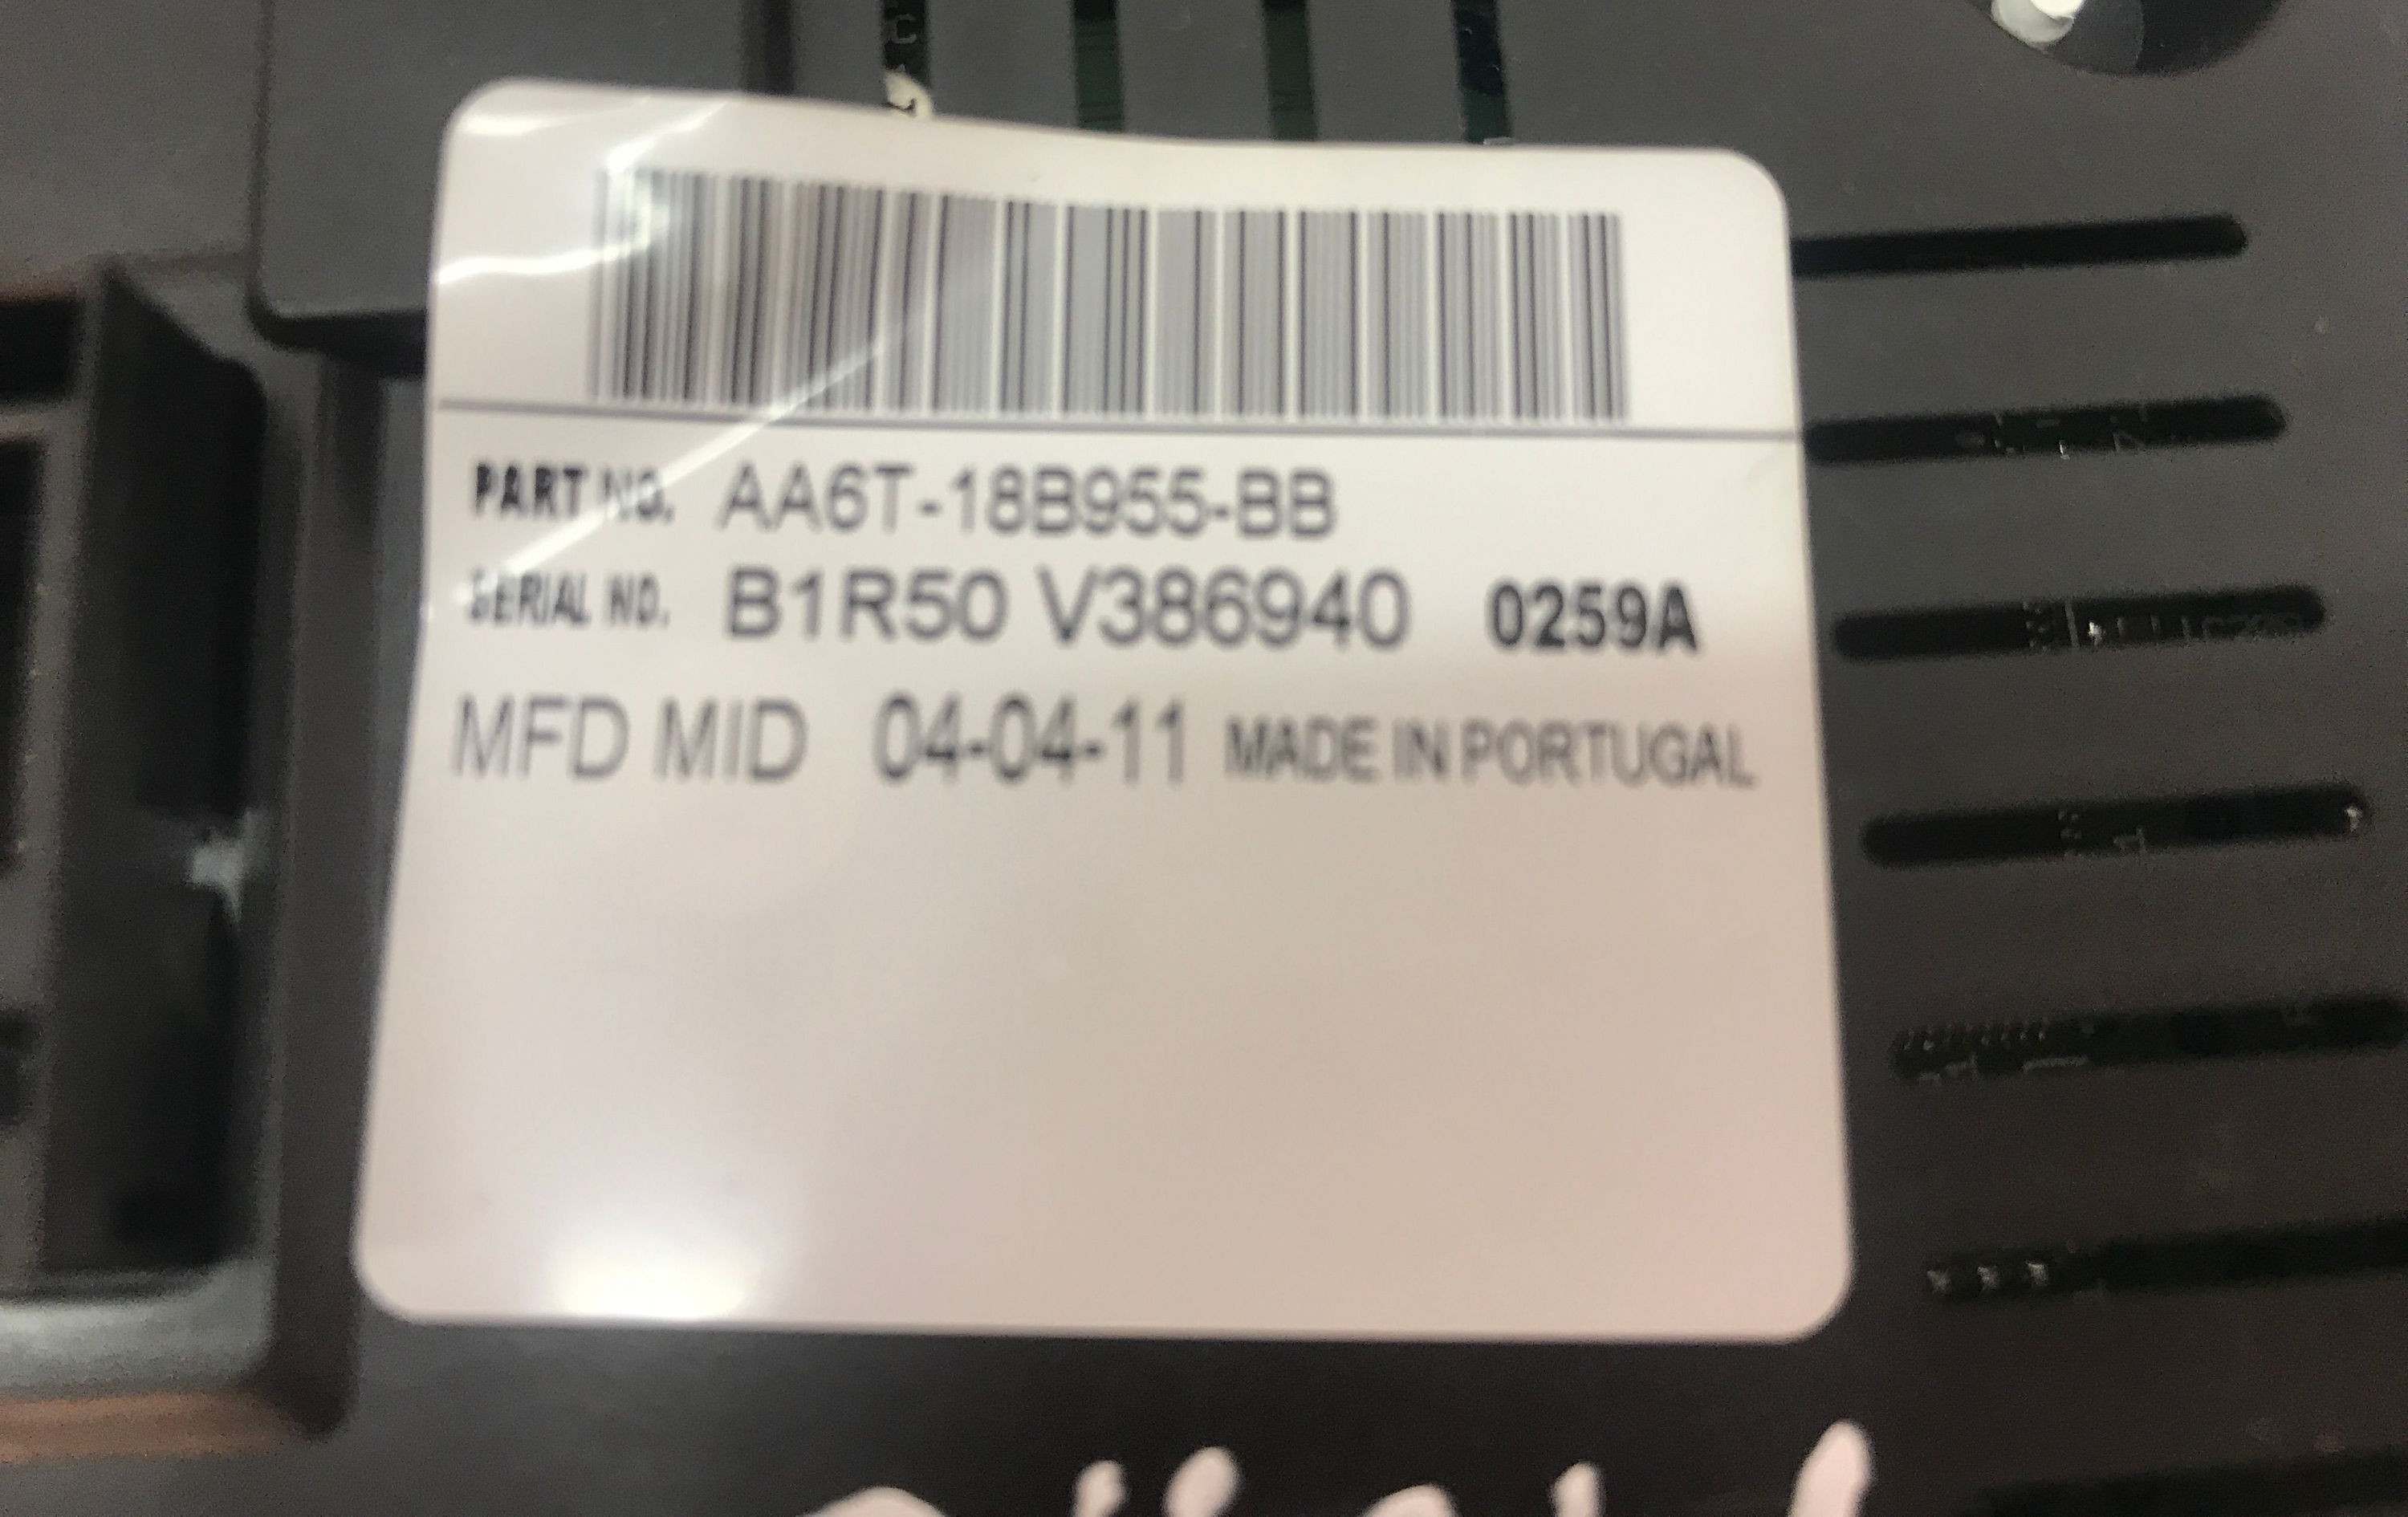 PART NO. AA6T-18B955-BB
SERIAL NO. B1R50 V386940 0259A
MFD MID 04-04-11 MADE IN PORTUGAL